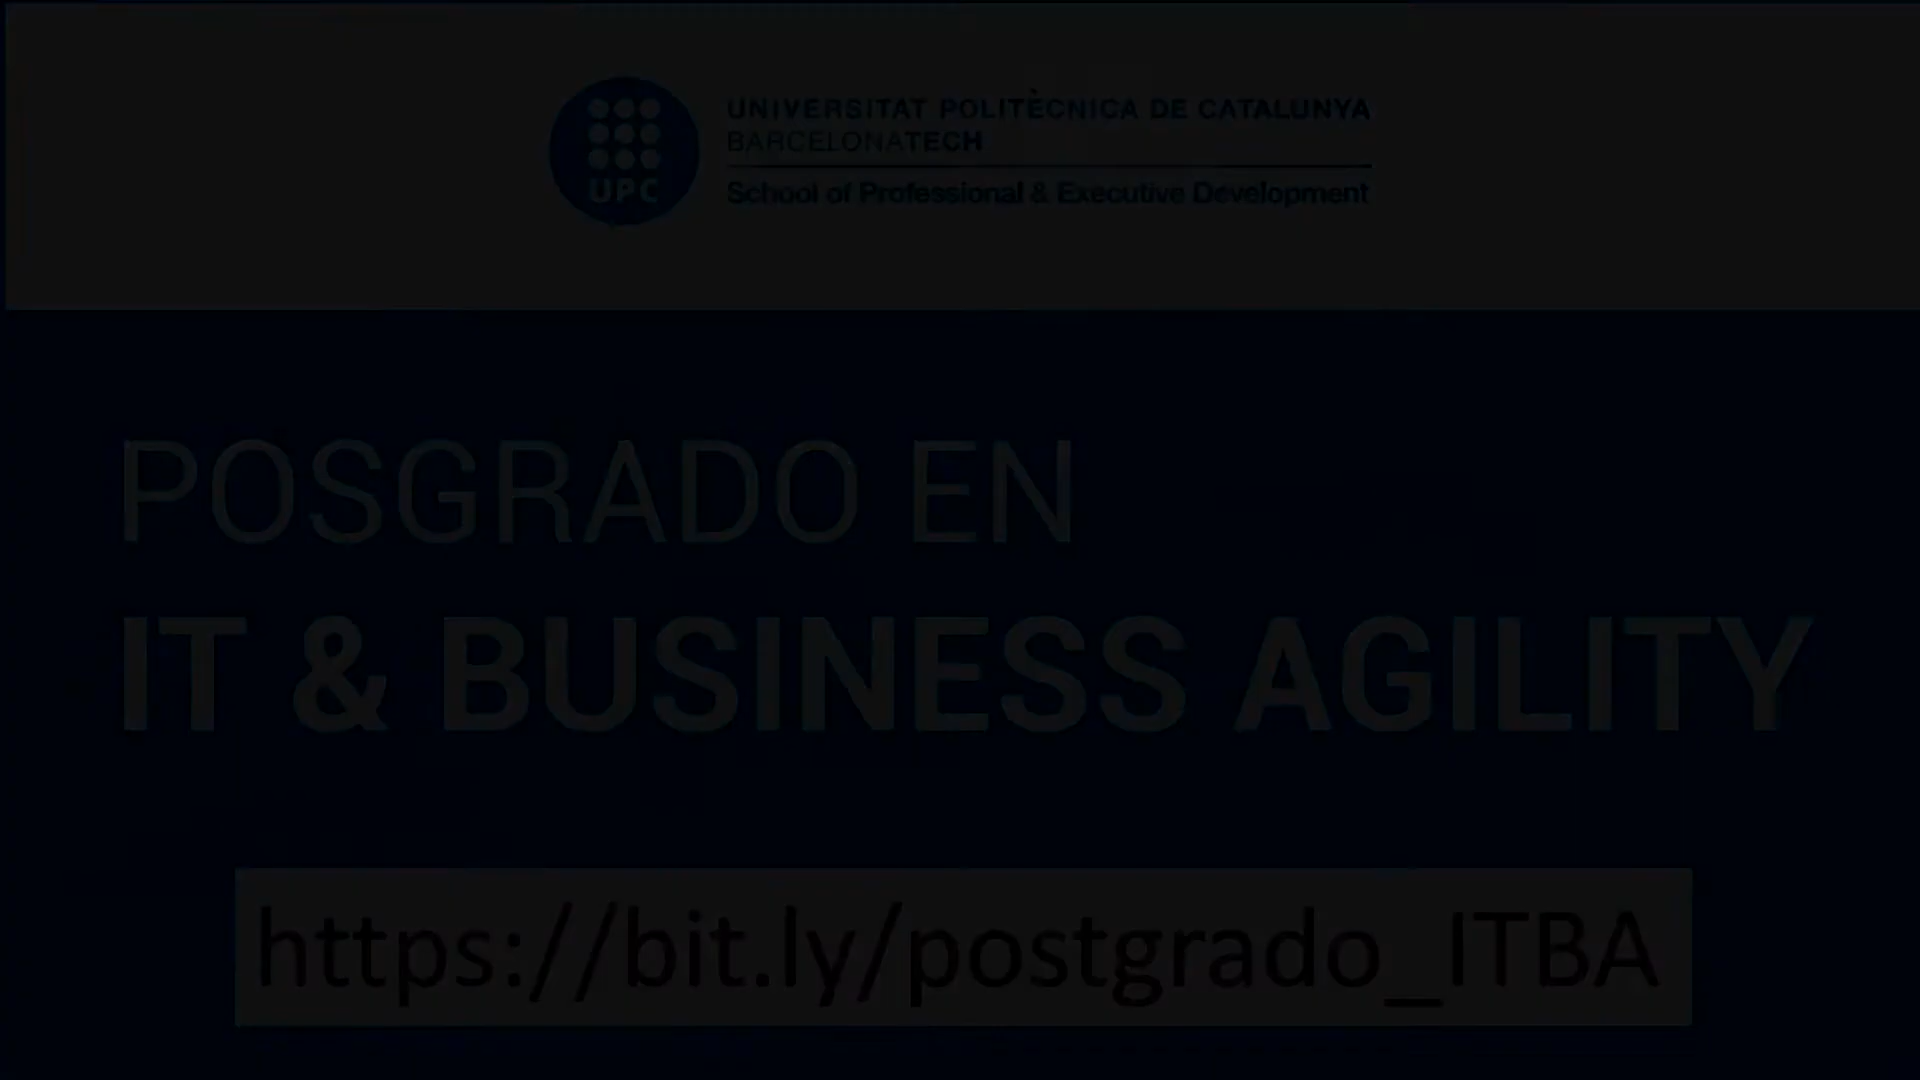 UPC
UNIVERSITAT POLITÈCNICA DE CATALUNYA
BARCELONATECH
School of Professional & Executive Development
POSGRADO EN
IT & BUSINESS AGILITY
https://bit.ly/postgrado_ITBA